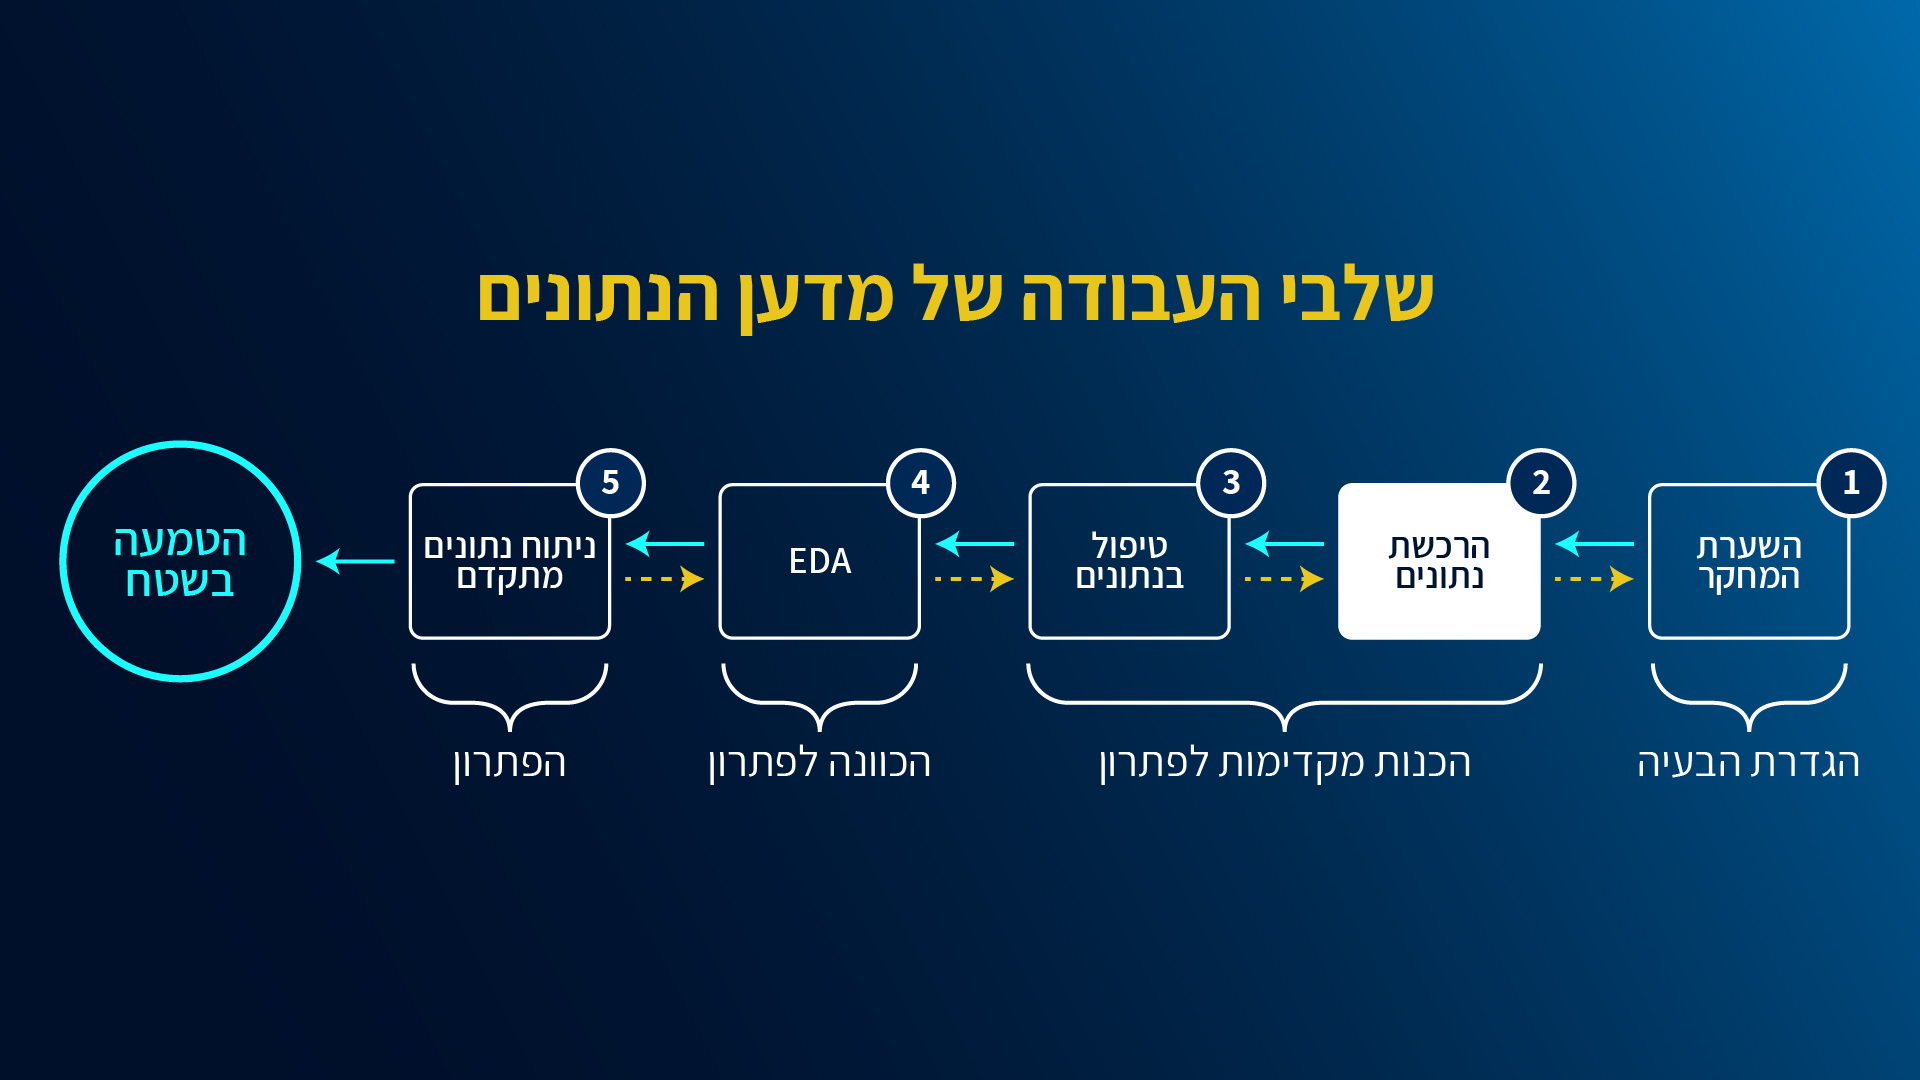 שלבי העבודה של מדען הנתונים
1
השערת
המחקר
2
הרכשת
נתונים
3
טיפול
בנתונים
4
EDA
5
ניתוח נתונים
מתקדם
הטמעה
בשטח
הגדרת הבעיה
הכנות מקדימות לפתרון
הכוונה לפתרון
הפתרון